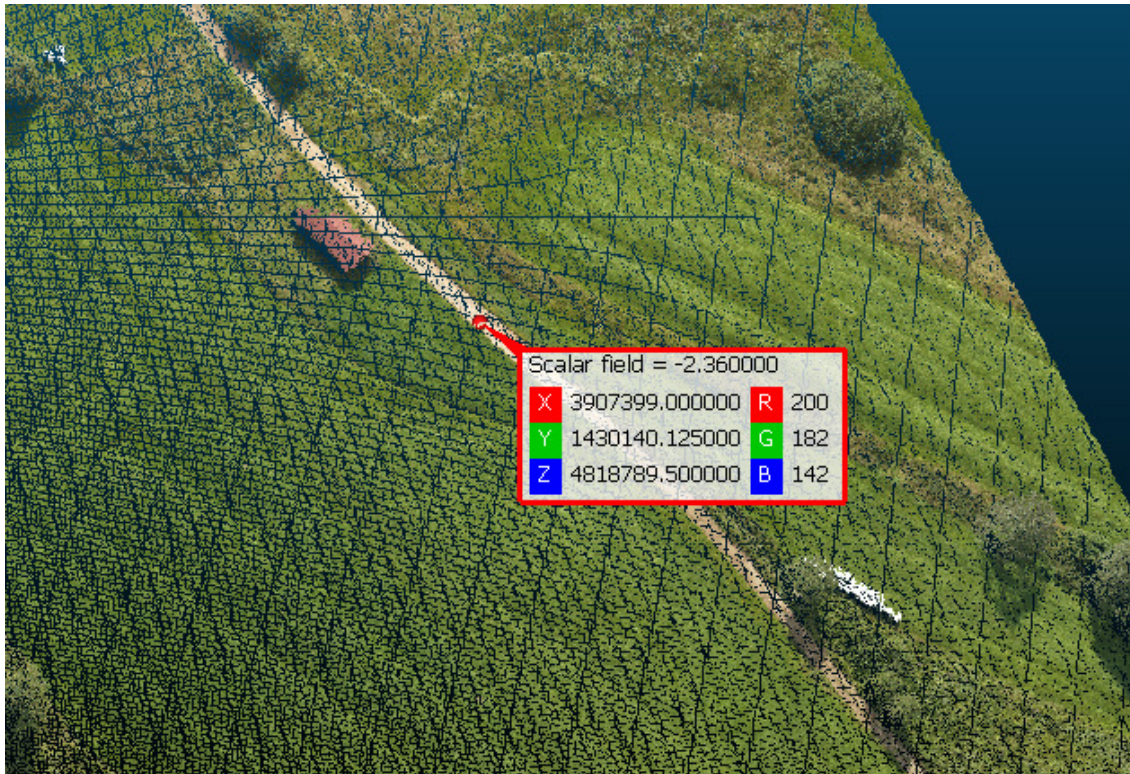 Scalar field = -2.360000
X 3907399.000000 R 200
Y 1430140.125000 G 182
Z 4818789.500000 B 142